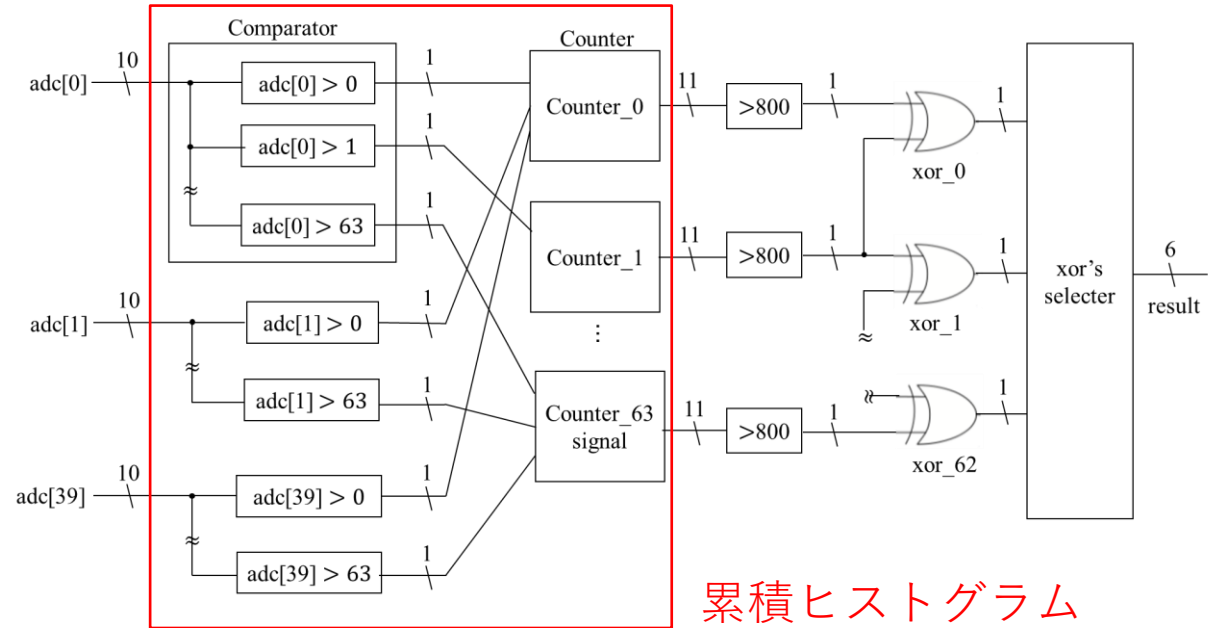 Comparator
Counter
adc[0]
10
adc[0] > 0
1
Counter_0
11
>800
1
xor_0
1
adc[0] > 1
1
adc[0] > 63
1
Counter_1
11
>800
1
xor_1
1
xor's
selecter
6
result
adc[1]
10
adc[1] > 0
1
⋮
adc[1] > 63
1
Counter_63
signal
11
>800
1
xor_62
1
adc[39]
10
adc[39] > 0
1
adc[39] > 63
1
累積ヒストグラム